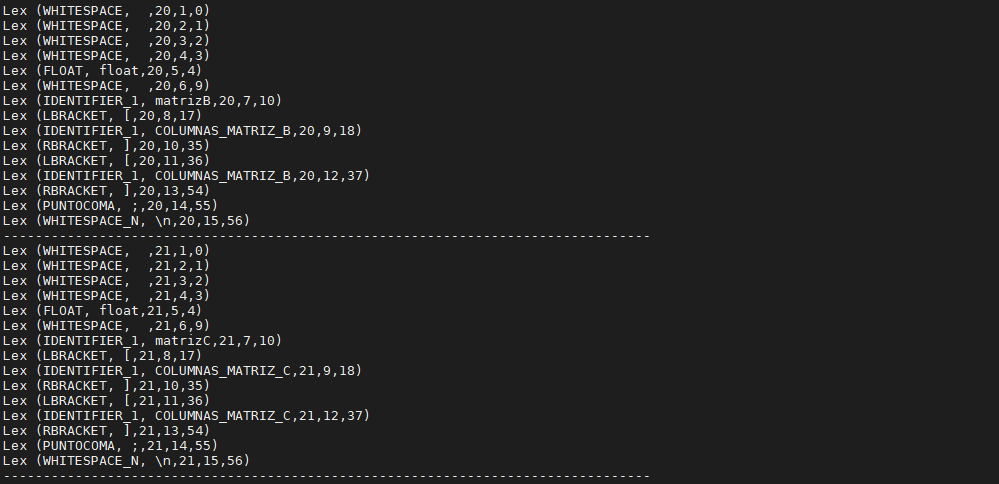 Lex (WHITESPACE,  ,20,1,0)
Lex (WHITESPACE,  ,20,2,1)
Lex (WHITESPACE,  ,20,3,2)
Lex (WHITESPACE,  ,20,4,3)
Lex (FLOAT, float,20,5,4)
Lex (WHITESPACE,  ,20,6,9)
Lex (IDENTIFIER_1, matrizB,20,7,10)
Lex (LBRACKET, [,20,8,17)
Lex (IDENTIFIER_1, COLUMNAS_MATRIZ_B,20,9,18)
Lex (RBRACKET, ],20,10,35)
Lex (LBRACKET, [,20,11,36)
Lex (IDENTIFIER_1, COLUMNAS_MATRIZ_B,20,12,37)
Lex (RBRACKET, ],20,13,54)
Lex (PUNTOCOMA, ;,20,14,55)
Lex (WHITESPACE_N, \n,20,15,56)
---------------------------------------------------------------------------------
Lex (WHITESPACE,  ,21,1,0)
Lex (WHITESPACE,  ,21,2,1)
Lex (WHITESPACE,  ,21,3,2)
Lex (WHITESPACE,  ,21,4,3)
Lex (FLOAT, float,21,5,4)
Lex (WHITESPACE,  ,21,6,9)
Lex (IDENTIFIER_1, matrizC,21,7,10)
Lex (LBRACKET, [,21,8,17)
Lex (IDENTIFIER_1, COLUMNAS_MATRIZ_C,21,9,18)
Lex (RBRACKET, ],21,10,35)
Lex (LBRACKET, [,21,11,36)
Lex (IDENTIFIER_1, COLUMNAS_MATRIZ_C,21,12,37)
Lex (RBRACKET, ],21,13,54)
Lex (PUNTOCOMA, ;,21,14,55)
Lex (WHITESPACE_N, \n,21,15,56)
---------------------------------------------------------------------------------